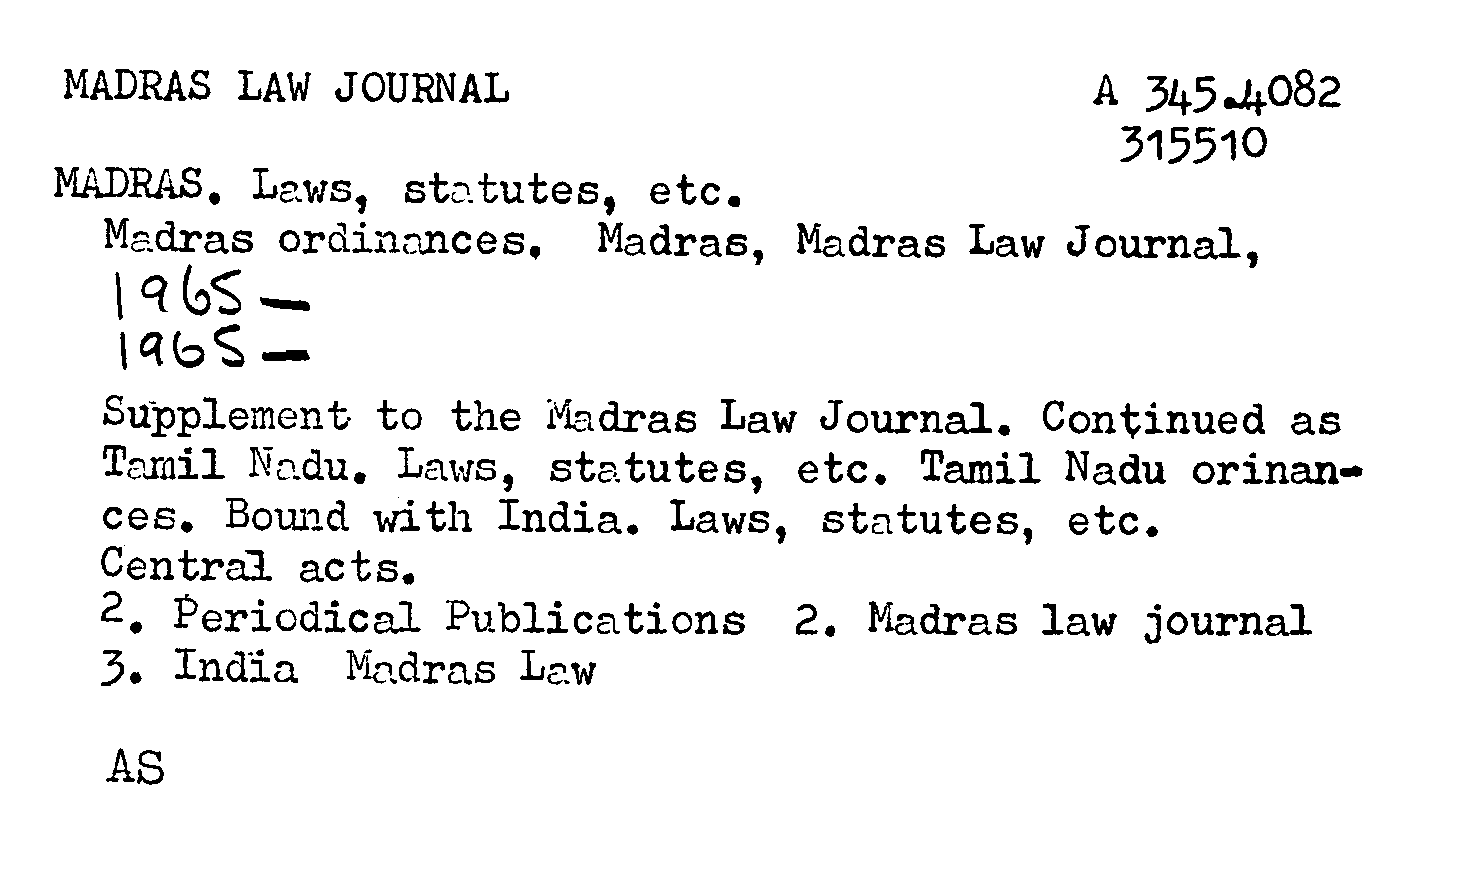 MADRAS LAW JOURNAL
A 345.4082
315510
MADRAS. Laws, statutes, etc.
Madras ordinances. Madras, Madras Law Journal,
1965 —
1965 —
Supplement to the Madras Law Journal. Continued as
Tamil Nadu. Laws, statutes, etc. Tamil Nadu orinan-
ces. Bound with India. Laws, statutes, etc.
Central acts.
2. Periodical Publications 2. Madras law journal
3. India Madras Law
AS